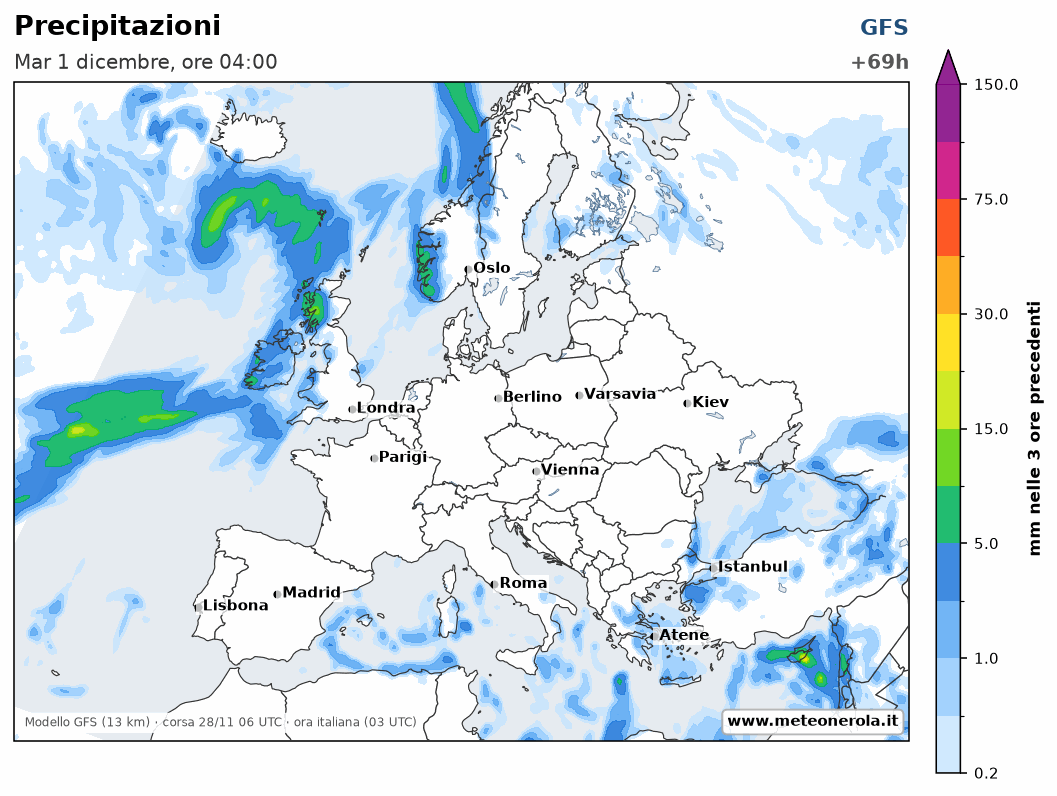 Precipitazioni
GFS
Mar 1 dicembre, ore 04:00
+69h
150.0
75.0
30.0
15.0
5.0
1.0
0.2
mm nelle 3 ore precedenti
Oslo
Berlino
Varsavia
Kiev
Londra
Parigi
Vienna
Istanbul
Roma
Madrid
Lisbona
Atene
Modello GFS (13 km) · corsa 28/11 06 UTC · ora italiana (03 UTC)
www.meteonerola.it